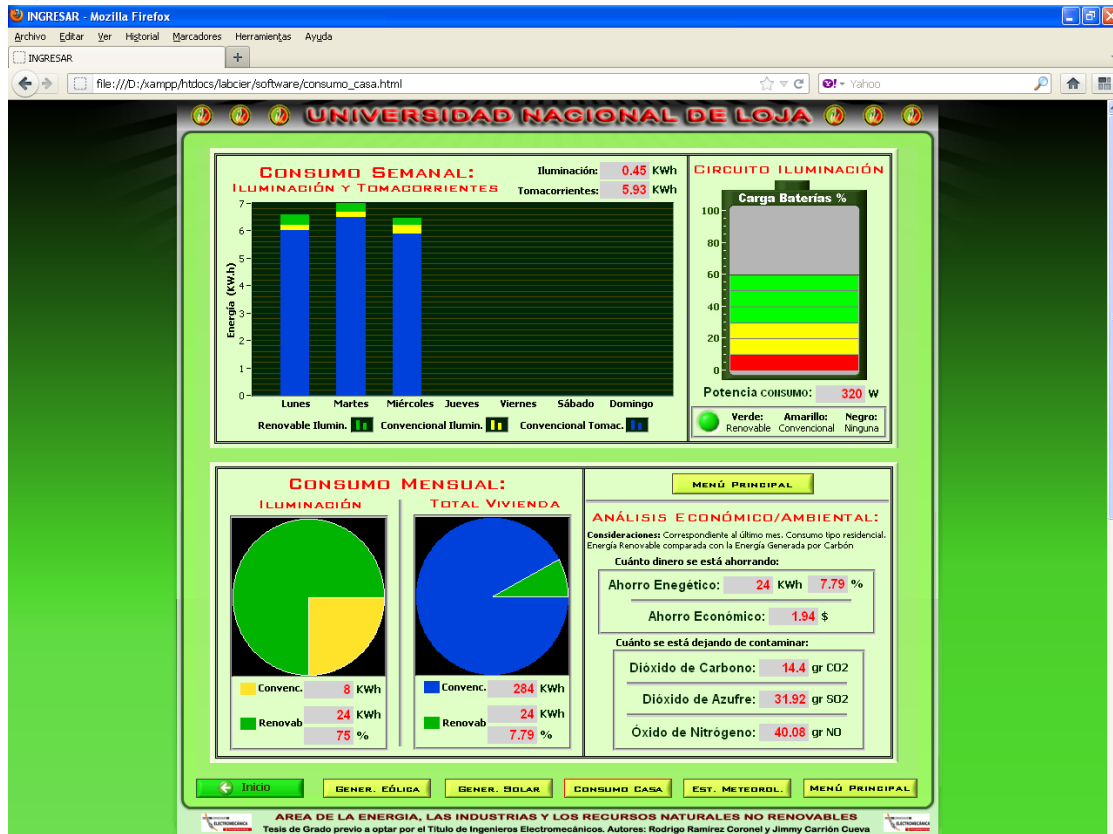 INGRESAR - Mozilla Firefox
Archivo Editar Ver Historial Marcadores Herramientas Ayuda
INGRESAR
file:///D:/xampp/htdocs/labcier/software/consumo_casa.html
Yahoo
UNIVERSIDAD NACIONAL DE LOJA
CONSUMO SEMANAL:
ILUMINACIÓN Y TOMACORRIENTES
Iluminación: 0.45 KWh
Tomacorrientes: 5.93 KWh
Energía (KW.h)
7
6
5
4
3
2
1
0
Lunes Martes Miércoles Jueves Viernes Sábado Domingo
Renovable Ilumin. Convencional Ilumin. Convencional Tomac.
CIRCUITO ILUMINACIÓN
Carga Baterías %
100
80
60
40
20
0
Potencia CONSUMO: 320 W
Verde: Amarillo: Negro:
Renovable Convencional Ninguna
CONSUMO MENSUAL:
ILUMINACIÓN
Convenc. 8 KWh
Renovab 24 KWh
75 %
TOTAL VIVIENDA
Convenc. 284 KWh
Renovab 24 KWh
7.79 %
MENÚ PRINCIPAL
ANÁLISIS ECONÓMICO/AMBIENTAL:
Consideraciones: Correspondiente al último mes. Consumo tipo residencial.
Energía Renovable comparada con la Energía Generada por Carbón
Cuánto dinero se está ahorrando:
Ahorro Enegético: 24 KWh 7.79 %
Ahorro Económico: 1.94 $
Cuánto se está dejando de contaminar:
Dióxido de Carbono: 14.4 gr CO2
Dióxido de Azufre: 31.92 gr SO2
Óxido de Nitrógeno: 40.08 gr NO
Inicio GENER. EÓLICA GENER. SOLAR CONSUMO CASA EST. METEOROL. MENÚ PRINCIPAL
AREA DE LA ENERGIA, LAS INDUSTRIAS Y LOS RECURSOS NATURALES NO RENOVABLES
Tesis de Grado previo a optar por el Título de Ingenieros Electromecánicos. Autores: Rodrigo Ramírez Coronel y Jimmy Carrión Cueva